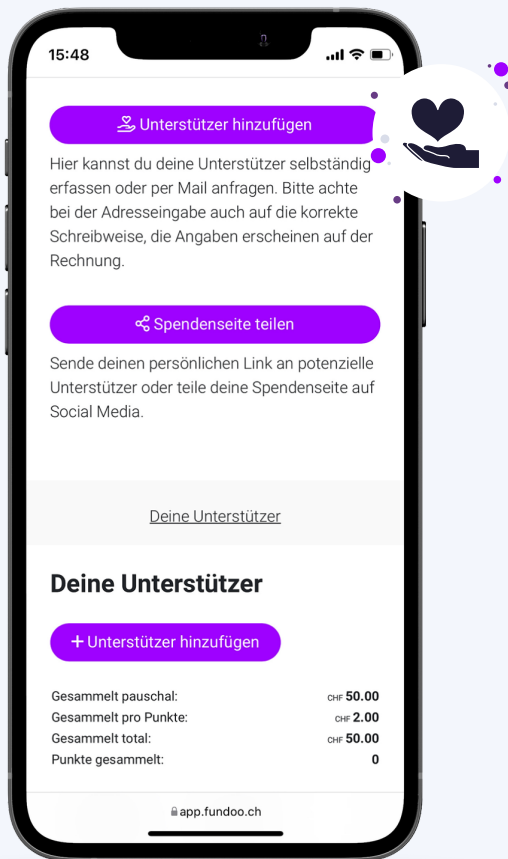 15:48
Unterstützer hinzufügen
Hier kannst du deine Unterstützer selbständig
erfassen oder per Mail anfragen. Bitte achte
bei der Adresseingabe auch auf die korrekte
Schreibweise, die Angaben erscheinen auf der
Rechnung.
Spendenseite teilen
Sende deinen persönlichen Link an potenzielle
Unterstützer oder teile deine Spendenseite auf
Social Media.
Deine Unterstützer
Deine Unterstützer
+ Unterstützer hinzufügen
Gesammelt pauschal: CHF 50.00
Gesammelt pro Punkte: CHF 2.00
Gesammelt total: CHF 50.00
Punkte gesammelt: 0
app.fundoo.ch